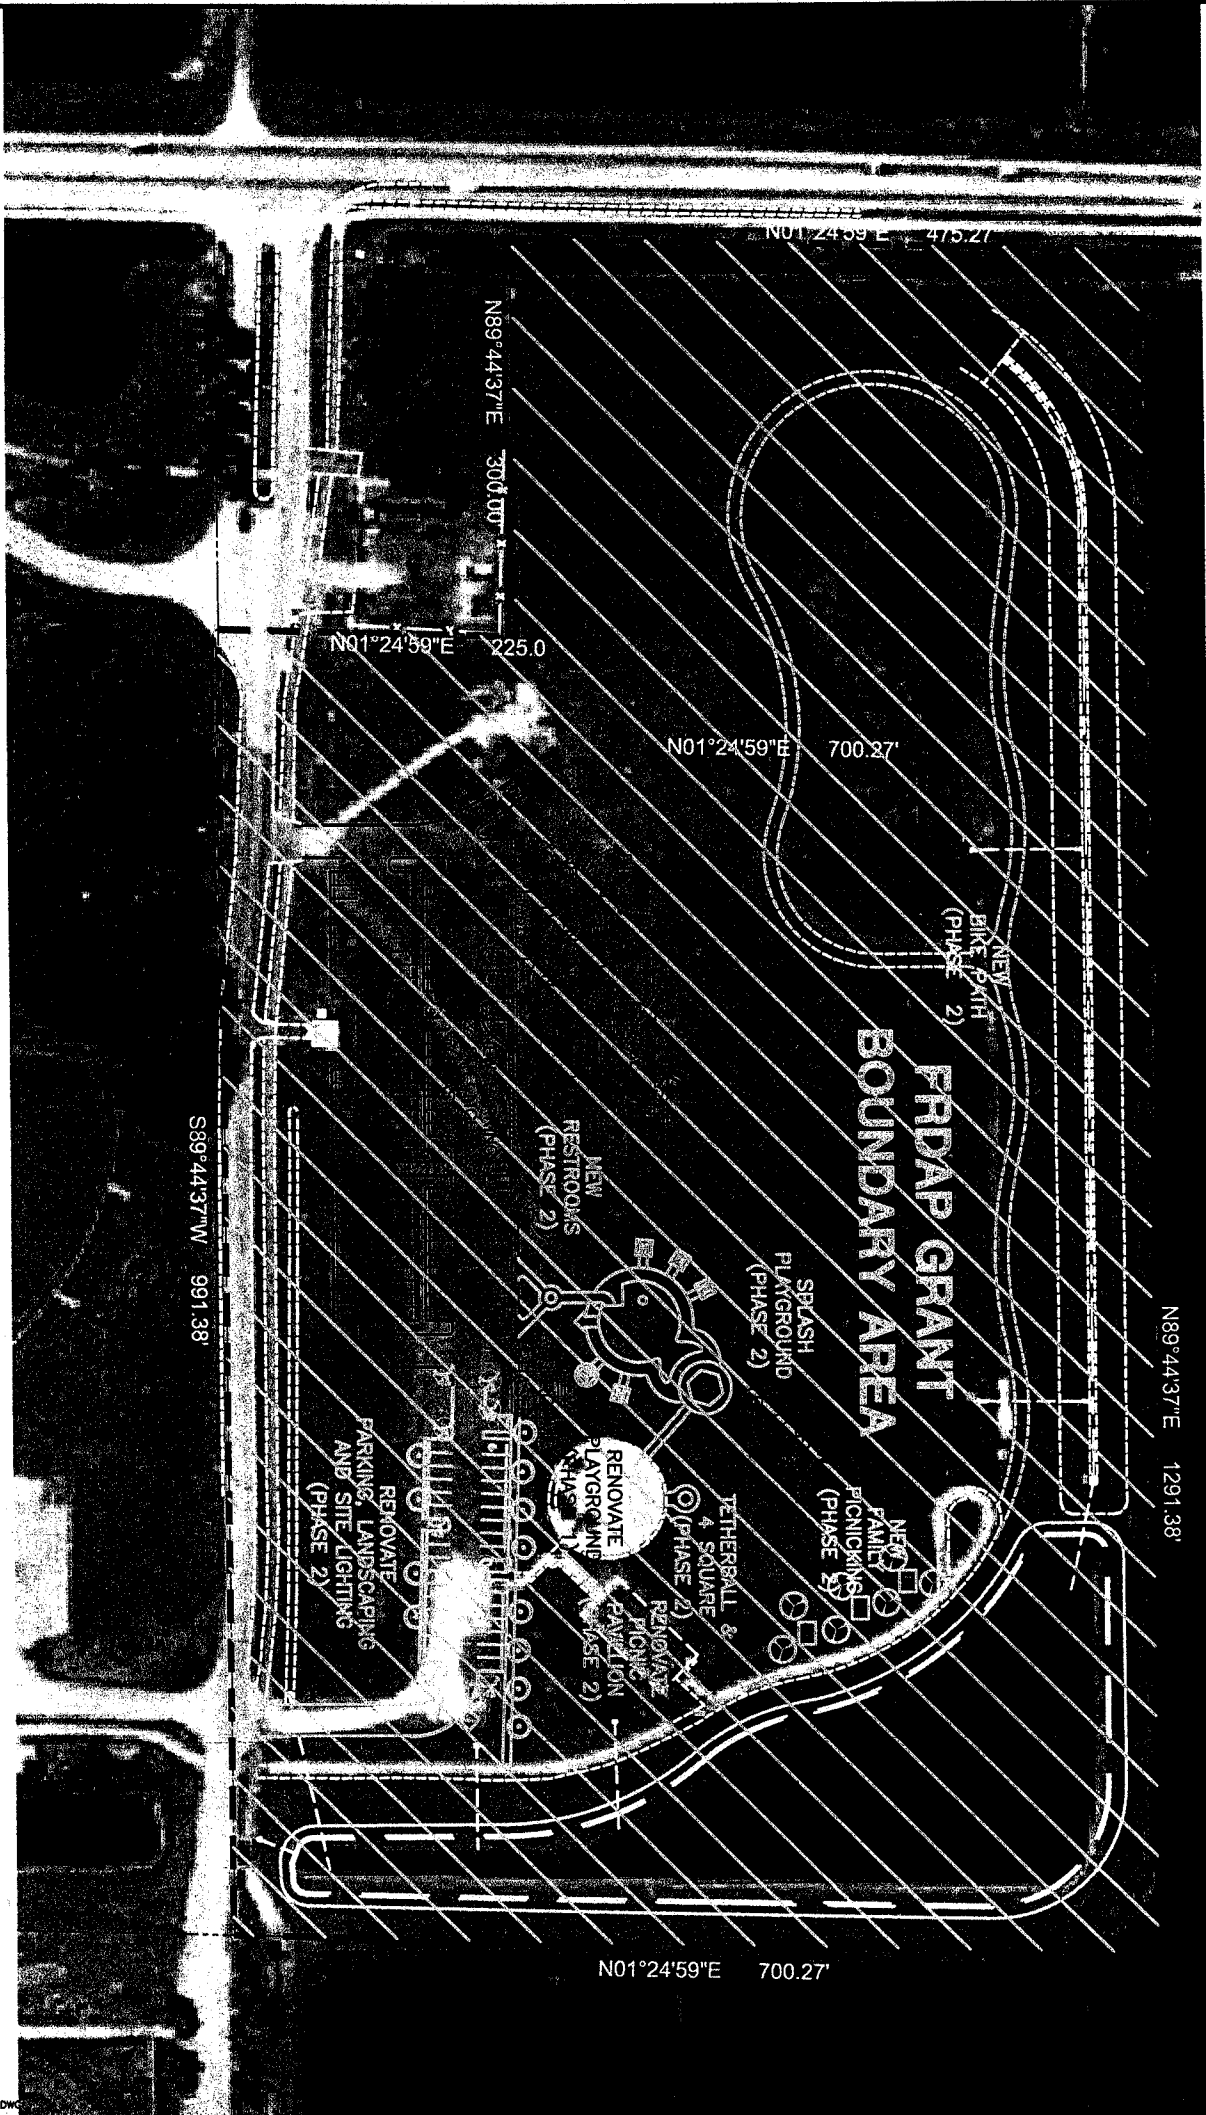 N01°24'59"E 475.27'
N89°44'37"E 300.00'
N01°24'59"E 225.0
N01°24'59"E 700.27'
NEW
BIKE PATH
(PHASE 2)
FRDAP GRANT
BOUNDARY AREA
N89°44'37"E 1291.38'
S89°44'37"W 991.38'
NEW
RESTROOMS
(PHASE 2)
SPLASH
PLAYGROUND
(PHASE 2)
RENOVATE
PLAYGROUND
TETHERBALL &
4 SQUARE
(PHASE 2)
NEW
FAMILY
PICNICKING
(PHASE 2)
RENOVATE
PICNIC
PAVILLION
(PHASE 2)
RENOVATE
PARKING, LANDSCAPING
AND SITE LIGHTING
(PHASE 2)
N01°24'59"E 700.27'
DWG